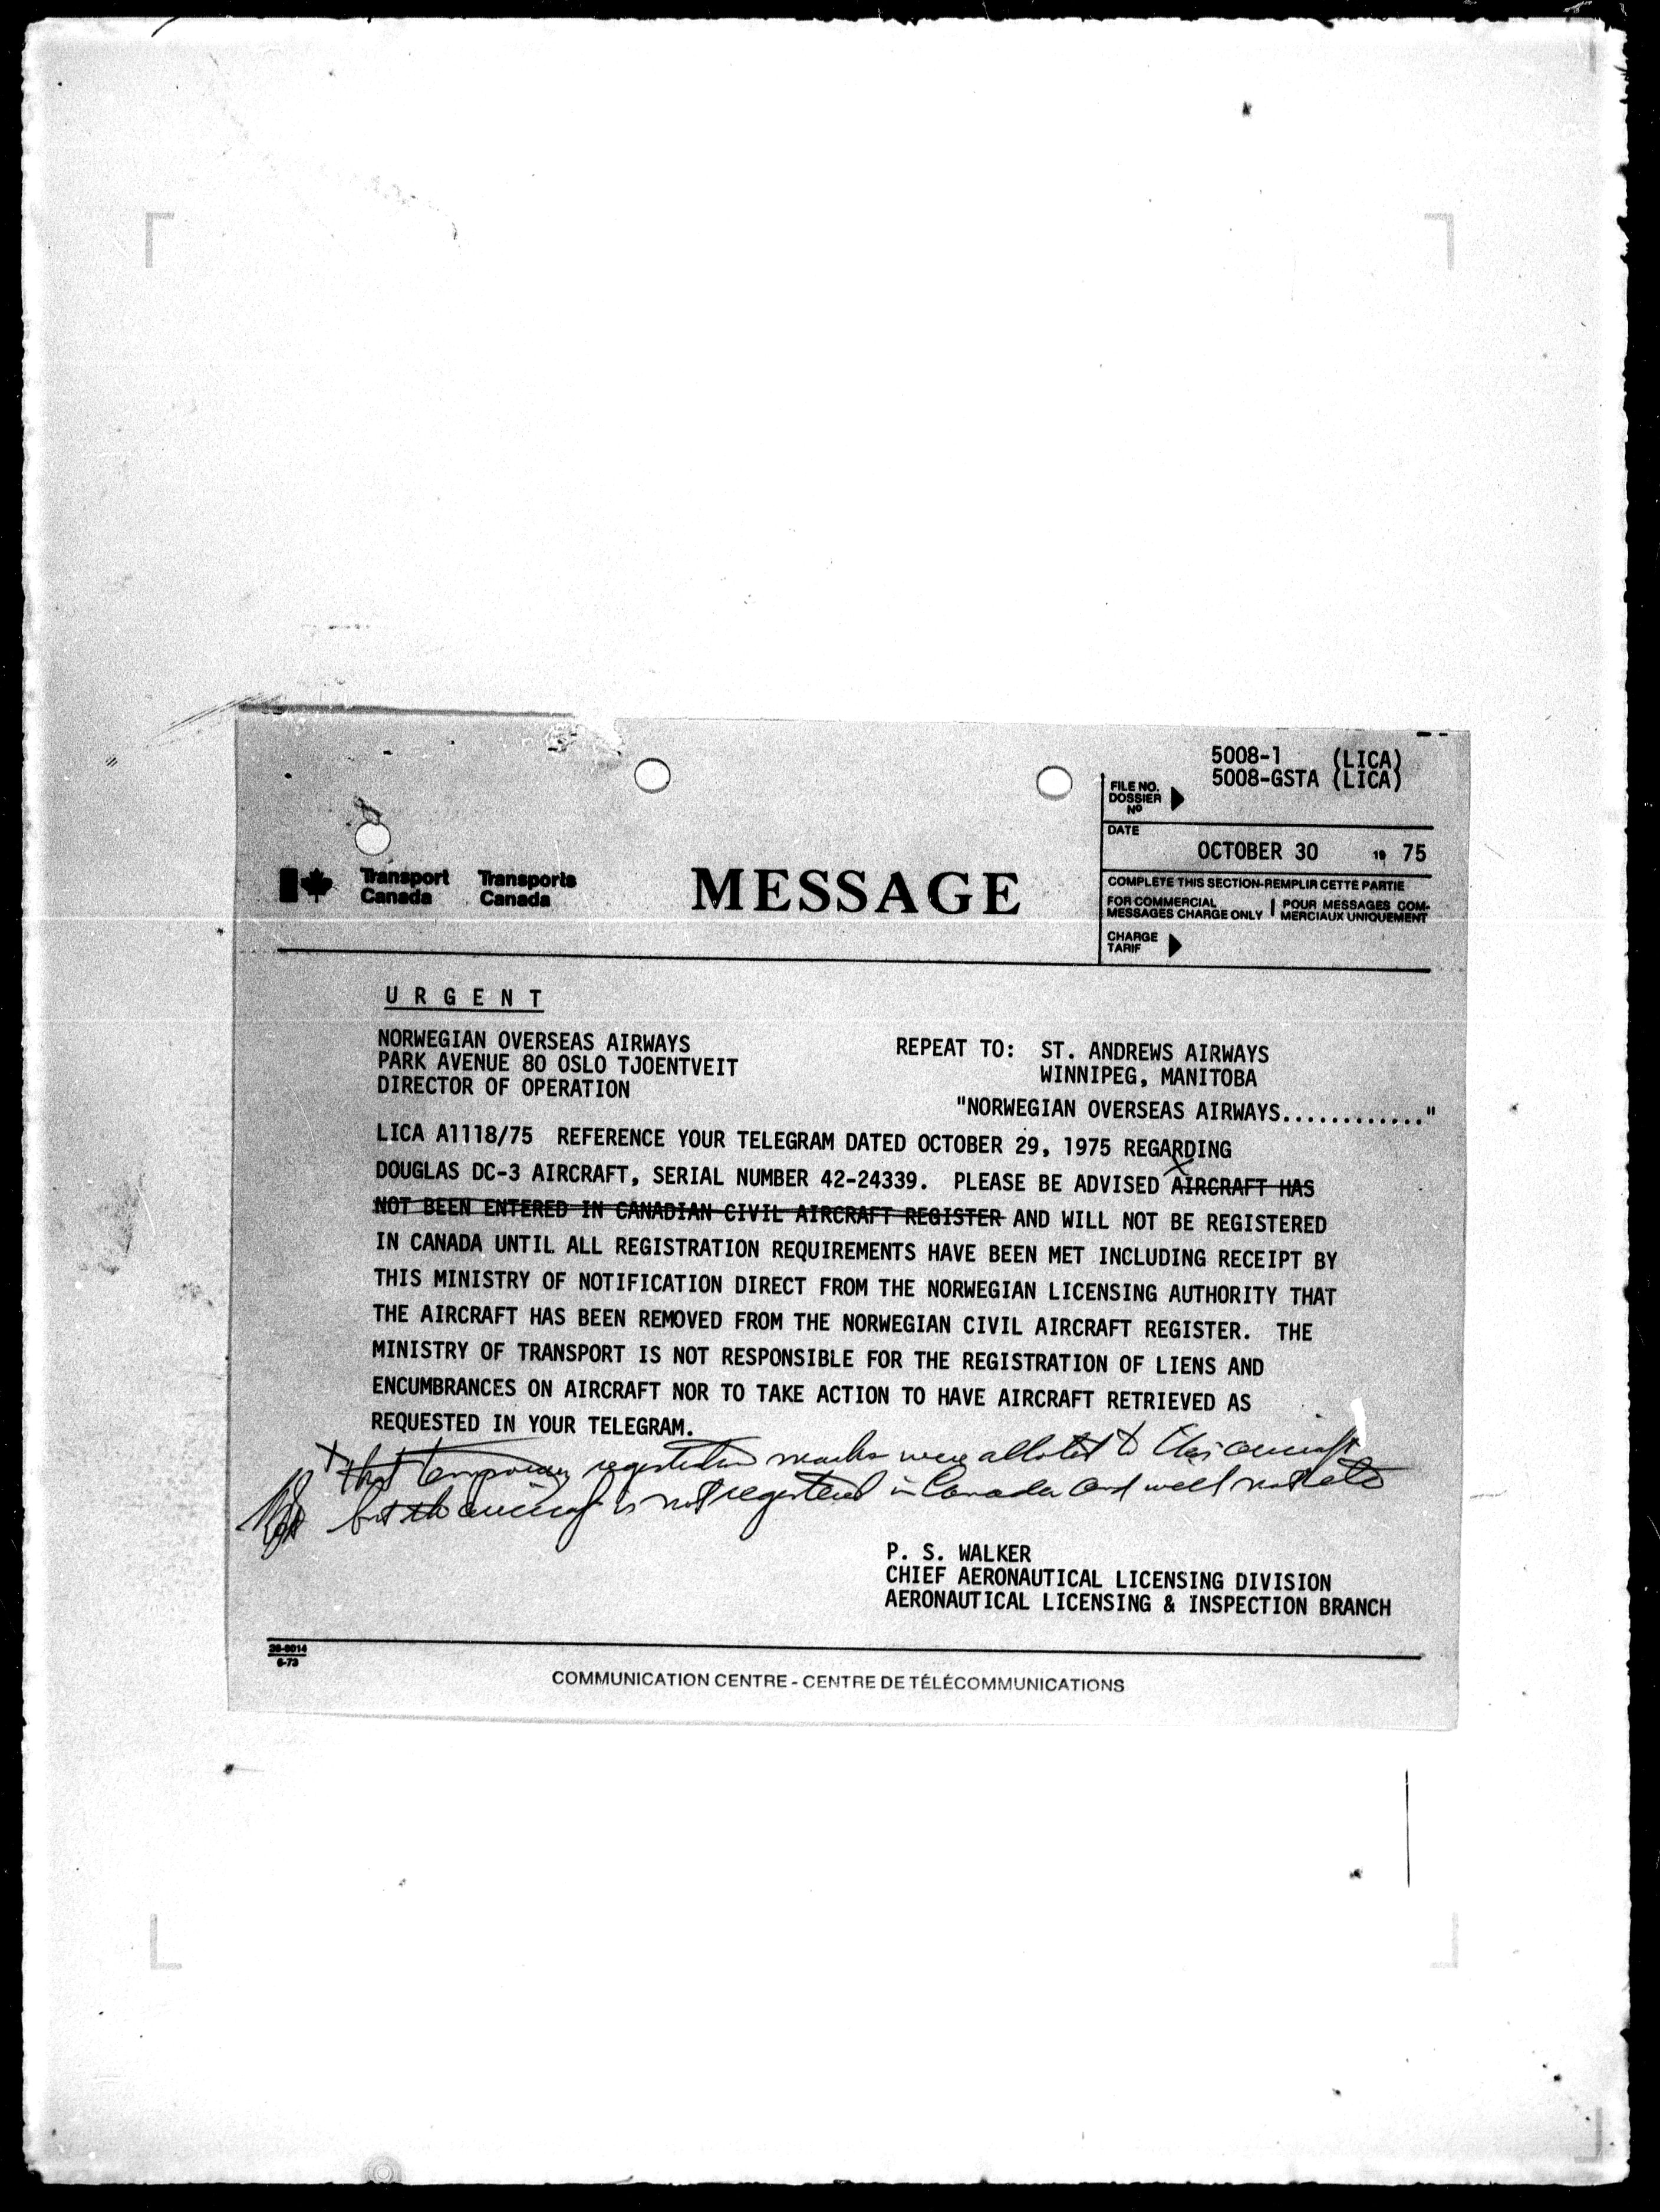 5008-1 (LICA)
5008-GSTA (LICA)
FILE NO.
DOSSIER
Nº
DATE
OCTOBER 30 19 75
Transport Canada Transports Canada
MESSAGE
COMPLETE THIS SECTION-REMPLIR CETTE PARTIE
FOR COMMERCIAL MESSAGES CHARGE ONLY
POUR MESSAGES COM-MERCIAUX UNIQUEMENT
CHARGE
TARIF
URGENT
NORWEGIAN OVERSEAS AIRWAYS
PARK AVENUE 80 OSLO TJOENTVEIT
DIRECTOR OF OPERATION
REPEAT TO: ST. ANDREWS AIRWAYS
WINNIPEG, MANITOBA
"NORWEGIAN OVERSEAS AIRWAYS............"
LICA A1118/75 REFERENCE YOUR TELEGRAM DATED OCTOBER 29, 1975 REGARDING
DOUGLAS DC-3 AIRCRAFT, SERIAL NUMBER 42-24339. PLEASE BE ADVISED AIRCRAFT HAS
NOT BEEN ENTERED IN CANADIAN CIVIL AIRCRAFT REGISTER AND WILL NOT BE REGISTERED
IN CANADA UNTIL ALL REGISTRATION REQUIREMENTS HAVE BEEN MET INCLUDING RECEIPT BY
THIS MINISTRY OF NOTIFICATION DIRECT FROM THE NORWEGIAN LICENSING AUTHORITY THAT
THE AIRCRAFT HAS BEEN REMOVED FROM THE NORWEGIAN CIVIL AIRCRAFT REGISTER. THE
MINISTRY OF TRANSPORT IS NOT RESPONSIBLE FOR THE REGISTRATION OF LIENS AND
ENCUMBRANCES ON AIRCRAFT NOR TO TAKE ACTION TO HAVE AIRCRAFT RETRIEVED AS
REQUESTED IN YOUR TELEGRAM.
X that temporary registration marks were alloted to this aircraft
but the aircraft is not registered in Canada and will not etc
P. S. WALKER
CHIEF AERONAUTICAL LICENSING DIVISION
AERONAUTICAL LICENSING & INSPECTION BRANCH
6-73
COMMUNICATION CENTRE - CENTRE DE TÉLÉCOMMUNICATIONS